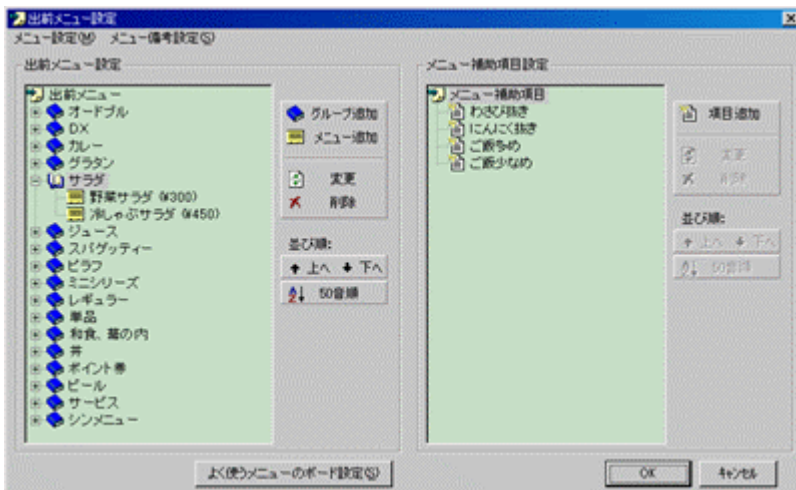 出前メニュー設定
メニュー設定(M) メニュー備考設定(S)
出前メニュー設定
出前メニュー
オードブル
DX
カレー
グラタン
サラダ
野菜サラダ (¥300)
冷しゃぶサラダ (¥450)
ジュース
スパゲッティー
ピラフ
ミニシリーズ
レギュラー
単品
和食、幕の内
丼
ポイント券
ビール
サービス
シンメニュー
グループ追加
メニュー追加
変更
削除
並び順:
上へ 下へ
50音順
メニュー補助項目設定
メニュー補助項目
わさび抜き
にんにく抜き
ご飯多め
ご飯少なめ
項目追加
変更
削除
並び順:
上へ 下へ
50音順
よく使うメニューのボード設定(S)
OK キャンセル